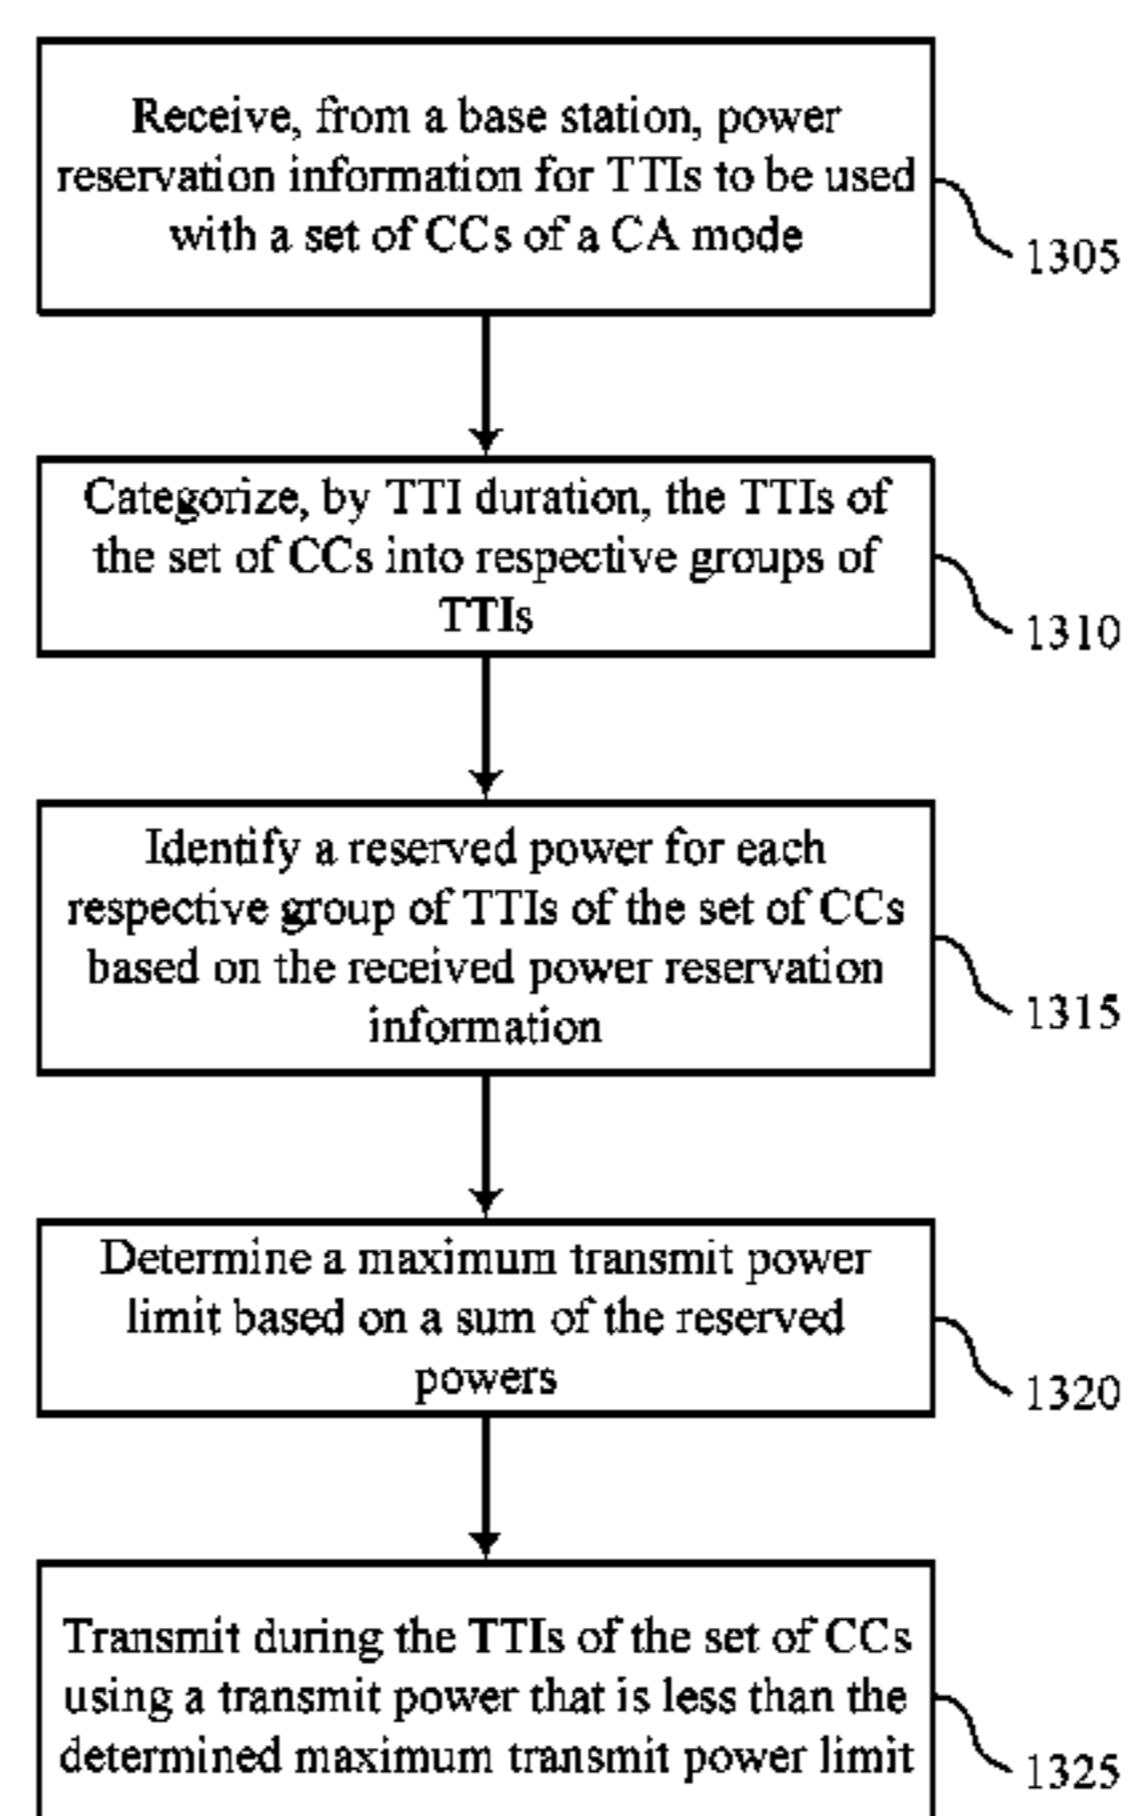 Receive, from a base station, power
reservation information for TTIs to be used
with a set of CCs of a CA mode
1305
Categorize, by TTI duration, the TTIs of
the set of CCs into respective groups of
TTIs
1310
Identify a reserved power for each
respective group of TTIs of the set of CCs
based on the received power reservation
information
1315
Determine a maximum transmit power
limit based on a sum of the reserved
powers
1320
Transmit during the TTIs of the set of CCs
using a transmit power that is less than the
determined maximum transmit power limit
1325